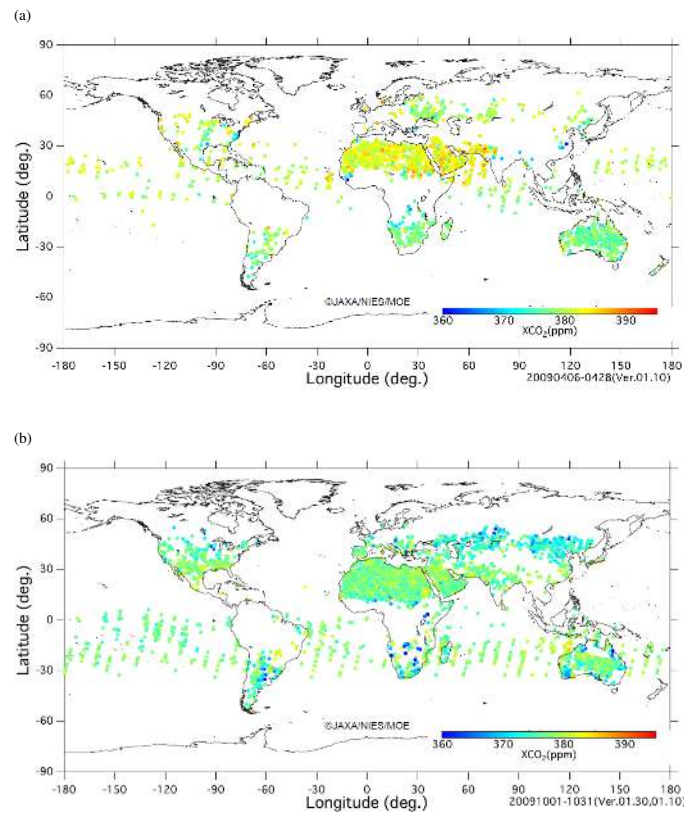 (a)
90
60
30
0
-30
-60
-90
Latitude (deg.)
©JAXA/NIES/MOE
360 370 380 390
XCO₂(ppm)
-180 -150 -120 -90 -60 -30 0 30 60 90 120 150 180
Longitude (deg.)
20090406-0428(Ver.01.10)
(b)
90
60
30
0
-30
-60
-90
Latitude (deg.)
©JAXA/NIES/MOE
360 370 380 390
XCO₂(ppm)
-180 -150 -120 -90 -60 -30 0 30 60 90 120 150 180
Longitude (deg.)
20091001-1031(Ver.01.30,01.10)